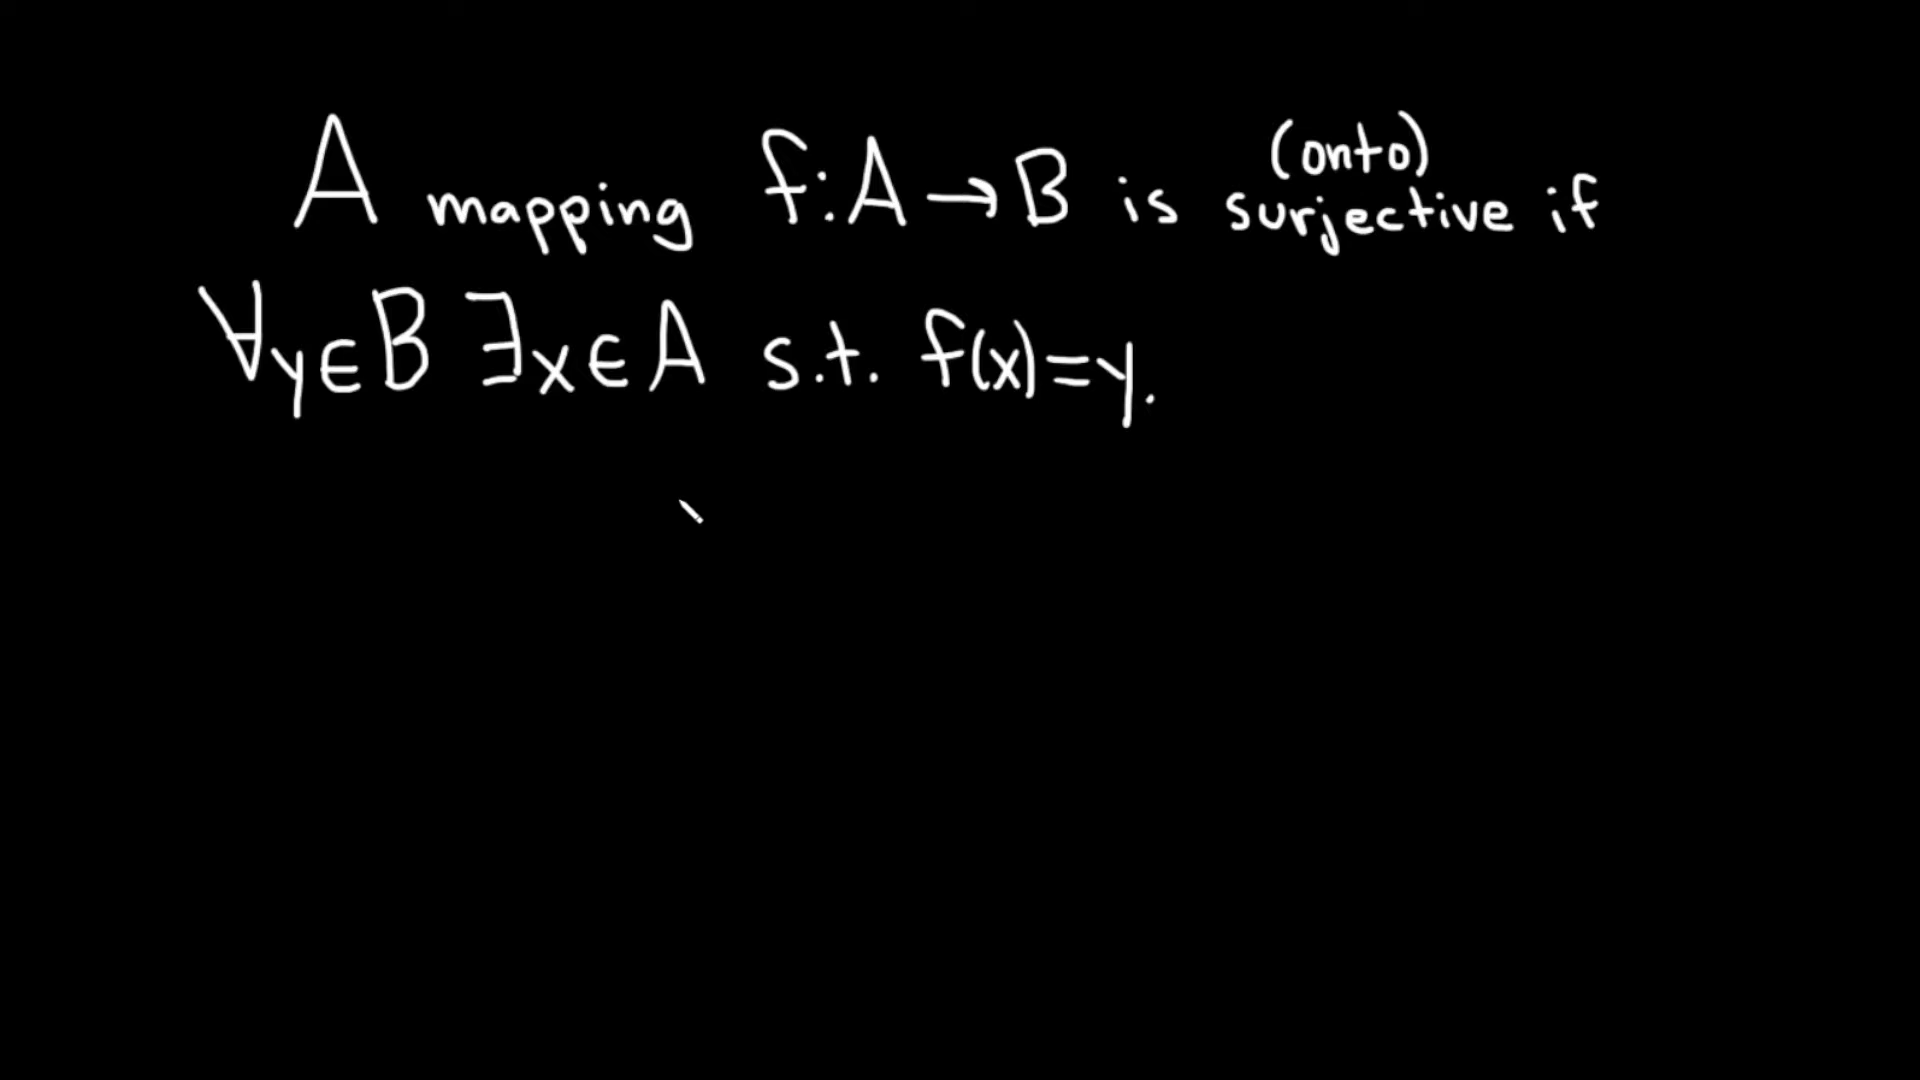 (onto)
A mapping f:A→B is surjective if
∀y∈B ∃x∈A s.t. f(x)=y.